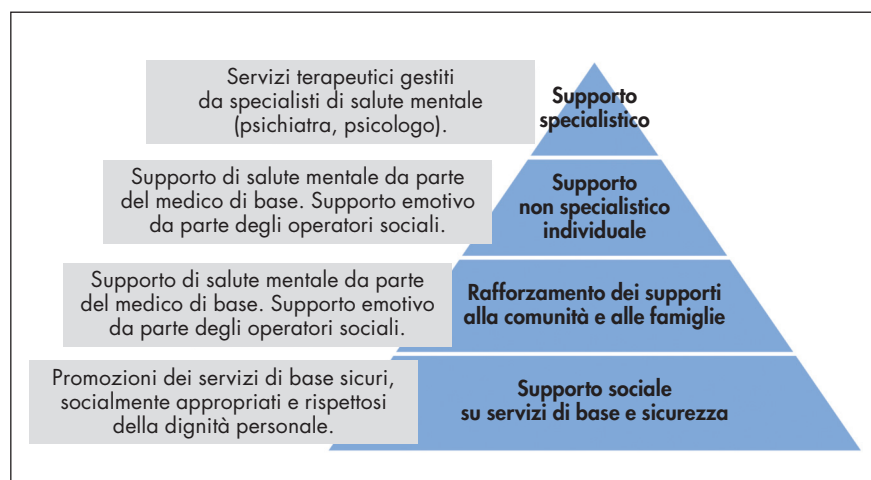 Servizi terapeutici gestiti
da specialisti di salute mentale
(psichiatra, psicologo).
Supporto
specialistico
Supporto di salute mentale da parte
del medico di base. Supporto emotivo
da parte degli operatori sociali.
Supporto
non specialistico
individuale
Supporto di salute mentale da parte
del medico di base. Supporto emotivo
da parte degli operatori sociali.
Rafforzamento dei supporti
alla comunità e alle famiglie
Promozioni dei servizi di base sicuri,
socialmente appropriati e rispettosi
della dignità personale.
Supporto sociale
su servizi di base e sicurezza